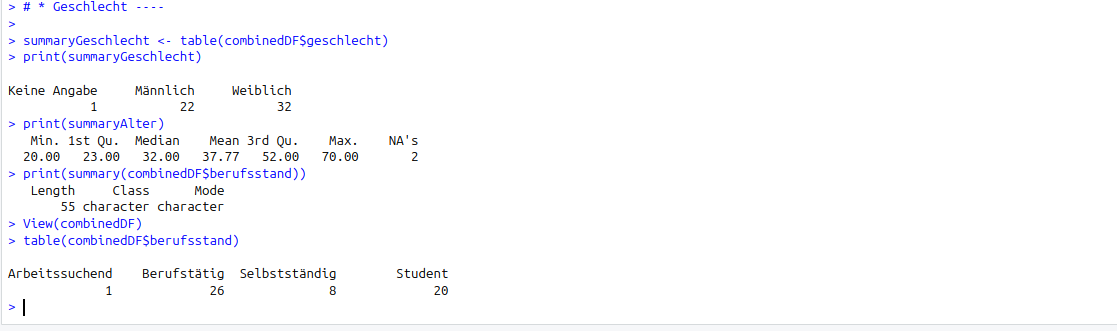 > # * Geschlecht ----
>
> summaryGeschlecht <- table(combinedDF$geschlecht)
> print(summaryGeschlecht)

Keine Angabe     Männlich     Weiblich
           1           22           32
> print(summaryAlter)
   Min. 1st Qu.  Median    Mean 3rd Qu.    Max.    NA's
  20.00   23.00   32.00   37.77   52.00   70.00       2
> print(summary(combinedDF$berufsstand))
   Length     Class      Mode
       55 character character
> View(combinedDF)
> table(combinedDF$berufsstand)

Arbeitssuchend    Berufstätig  Selbstständig        Student
             1             26              8             20
>